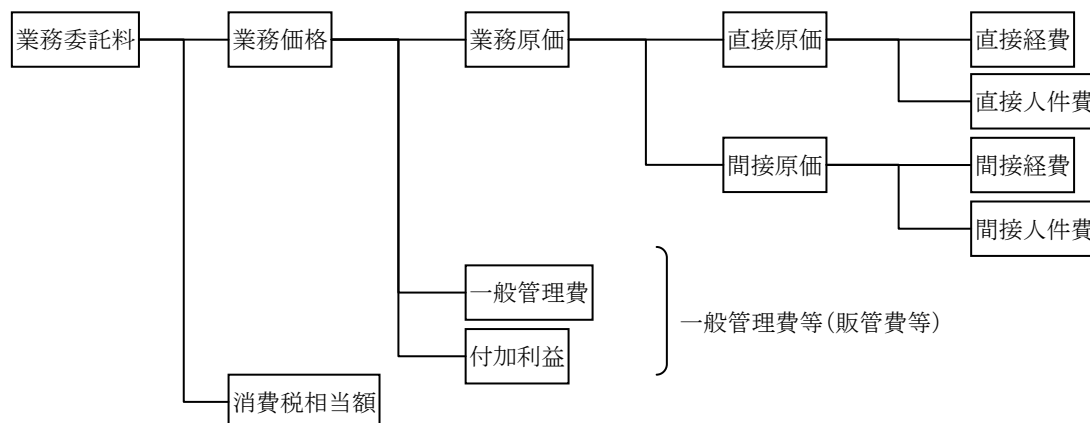 業務委託料
業務価格
業務原価
直接原価
直接経費
直接人件費
間接原価
間接経費
間接人件費
一般管理費
付加利益
一般管理費等(販管費等)
消費税相当額